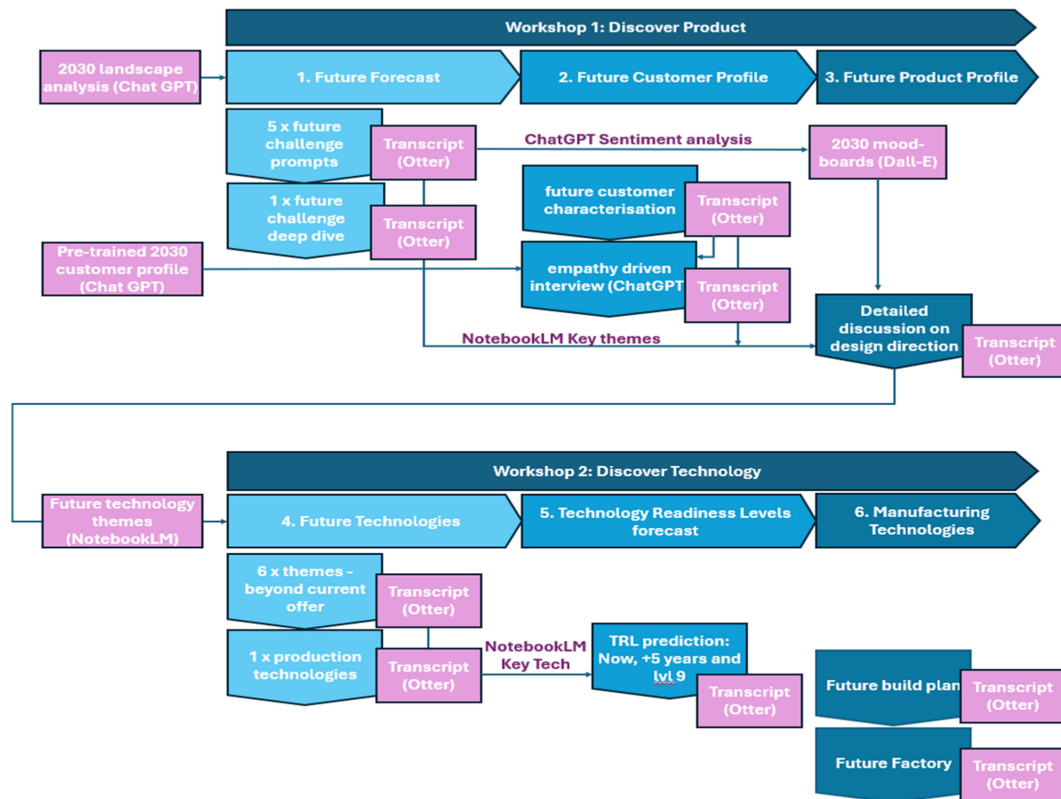 Workshop 1: Discover Product
2030 landscape
analysis (Chat GPT)
1. Future Forecast
2. Future Customer Profile
3. Future Product Profile
5 x future
challenge
prompts
Transcript
(Otter)
ChatGPT Sentiment analysis
2030 mood-
boards (Dall-E)
1 x future
challenge
deep dive
Transcript
(Otter)
future customer
characterisation
Transcript
(Otter)
Pre-trained 2030
customer profile
(Chat GPT)
empathy driven
interview (ChatGPT
Transcript
(Otter)
NotebookLM Key themes
Detailed
discussion on
design direction
Transcript
(Otter)
Workshop 2: Discover Technology
Future technology
themes
(NotebookLM)
4. Future Technologies
5. Technology Readiness Levels
forecast
6. Manufacturing
Technologies
6 x themes -
beyond current
offer
Transcript
(Otter)
1 x production
technologies
Transcript
(Otter)
NotebookLM
Key Tech
TRL prediction:
Now, +5 years and
lvl 9
Transcript
(Otter)
Future build plan
Transcript
(Otter)
Future Factory
Transcript
(Otter)